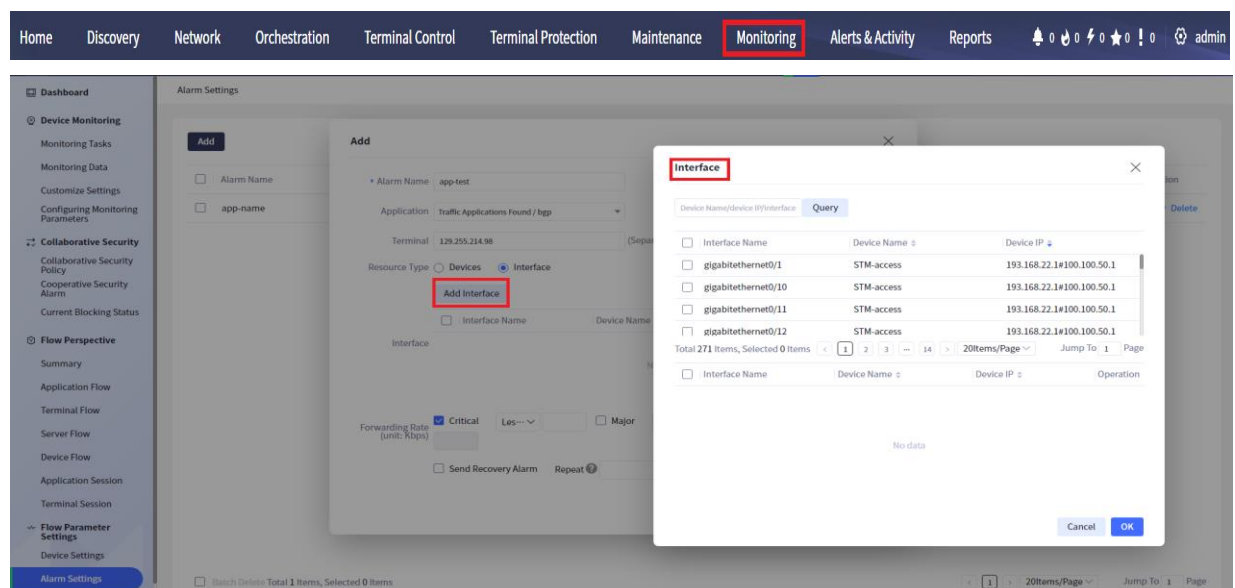 Home Discovery Network Orchestration Terminal Control Terminal Protection Maintenance Monitoring Alerts & Activity Reports 0 0 0 0 0 admin
Dashboard
Device Monitoring
Monitoring Tasks
Monitoring Data
Customize Settings
Configuring Monitoring
Parameters
Collaborative Security
Collaborative Security
Policy
Cooperative Security
Alarm
Current Blocking Status
Flow Perspective
Summary
Application Flow
Terminal Flow
Server Flow
Device Flow
Application Session
Terminal Session
Flow Parameter
Settings
Device Settings
Alarm Settings
Alarm Settings
Add
Alarm Name
app-name
Delete
Batch Delete Total 1 Items, Selected 0 Items
< 1 > 20Items/Page Jump To 1 Page
Add
* Alarm Name app-test
Application Traffic Applications Found / bgp
Terminal 129.255.214.98
Resource Type Devices Interface
Add Interface
Interface Name Device Name
Interface
Forwarding Rate
(unit: Kbps)
Critical Les··· Major
Send Recovery Alarm Repeat
Interface
Device Name/device IP/interface Query
Interface Name Device Name Device IP
gigabitethernet0/1 STM-access 193.168.22.1#100.100.50.1
gigabitethernet0/10 STM-access 193.168.22.1#100.100.50.1
gigabitethernet0/11 STM-access 193.168.22.1#100.100.50.1
gigabitethernet0/12 STM-access 193.168.22.1#100.100.50.1
Total 271 Items, Selected 0 Items < 1 2 3 ··· 14 > 20Items/Page Jump To 1 Page
Interface Name Device Name Device IP Operation
No data
Cancel OK